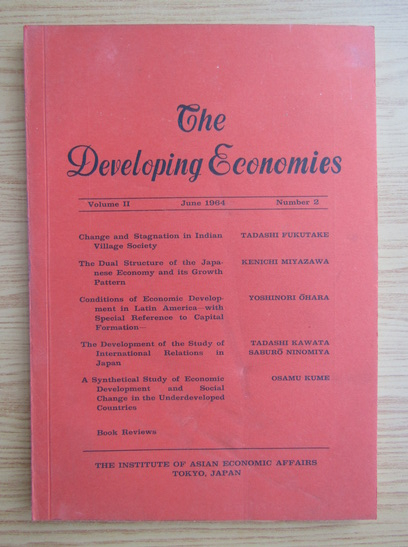 The
Developing Economies
Volume II June 1964 Number 2
Change and Stagnation in Indian TADASHI FUKUTAKE
Village Society
The Dual Structure of the Japa- KENICHI MIYAZAWA
nese Economy and its Growth
Pattern
Conditions of Economic Develop- YOSHINORI ŌHARA
ment in Latin America—with
Special Reference to Capital
Formation—
The Development of the Study of TADASHI KAWATA
International Relations in SABURŌ NINOMIYA
Japan
A Synthetical Study of Economic OSAMU KUME
Development and Social
Change in the Underdeveloped
Countries
Book Reviews
THE INSTITUTE OF ASIAN ECONOMIC AFFAIRS
TOKYO, JAPAN